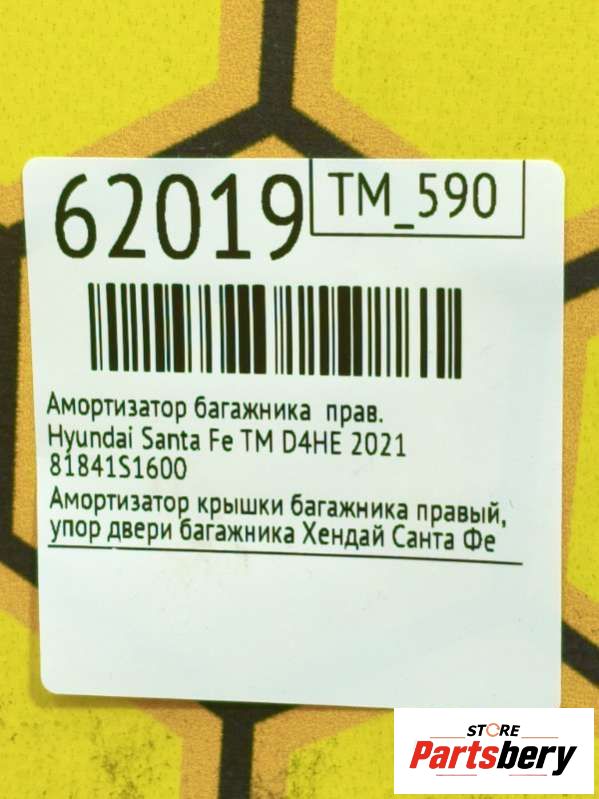 62019
TM_590
Амортизатор багажника прав.
Hyundai Santa Fe TM D4HE 2021
81841S1600
Амортизатор крышки багажника правый,
упор двери багажника Хендай Санта Фе
STORE
Partsbery